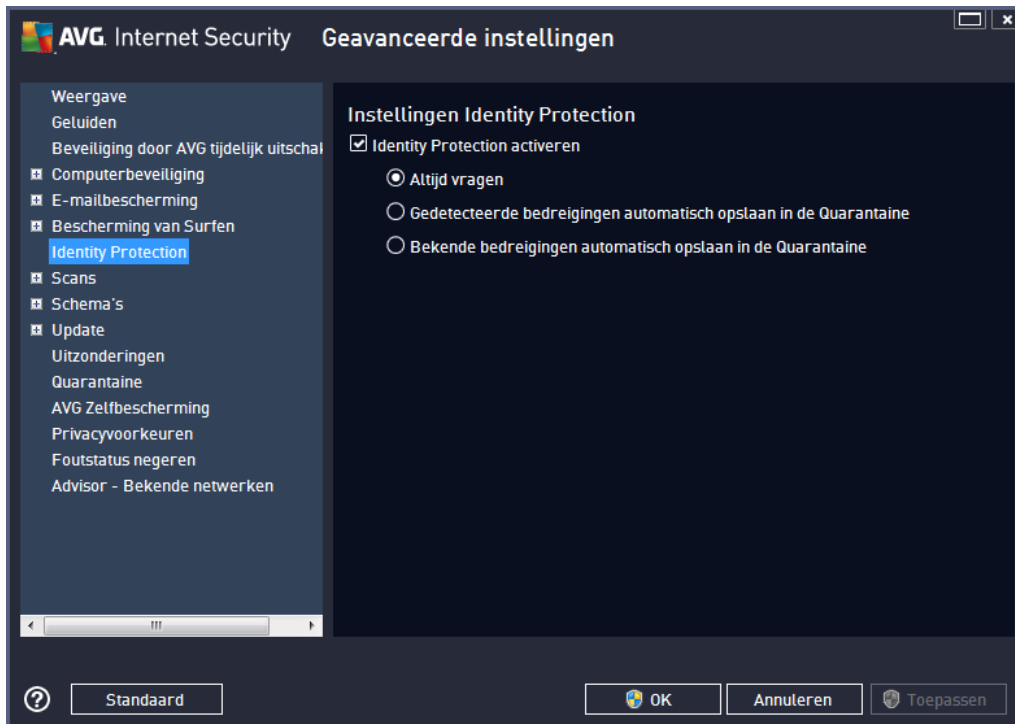 AVG. Internet Security Geavanceerde instellingen
Weergave
Geluiden
Beveiliging door AVG tijdelijk uitschak
Computerbeveiliging
E-mailbescherming
Bescherming van Surfen
Identity Protection
Scans
Schema's
Update
Uitzonderingen
Quarantaine
AVG Zelfbescherming
Privacyvoorkeuren
Foutstatus negeren
Advisor - Bekende netwerken
Instellingen Identity Protection
Identity Protection activeren
Altijd vragen
Gedetecteerde bedreigingen automatisch opslaan in de Quarantaine
Bekende bedreigingen automatisch opslaan in de Quarantaine
? Standaard OK Annuleren Toepassen